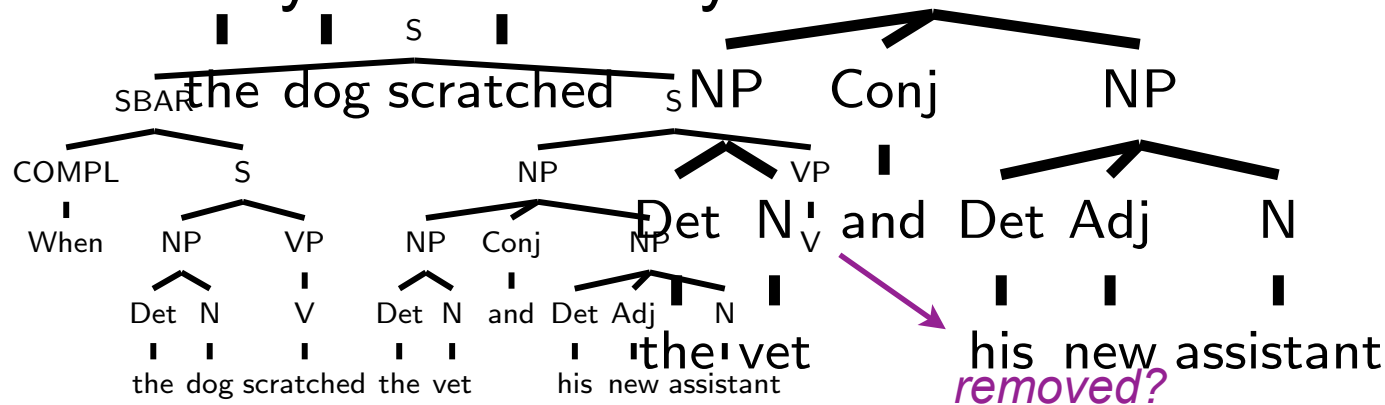 S
the dog scratched
SBAR S NP Conj NP
COMPL S NP VP
Det N and Det Adj N
When NP VP NP Conj NP V
Det N V Det N and Det Adj N
the vet his new assistant
the dog scratched the vet his new assistant
removed?